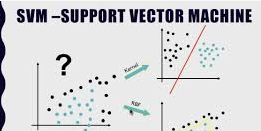 SVM –SUPPORT VECTOR MACHINE
?
Kernel
RBF